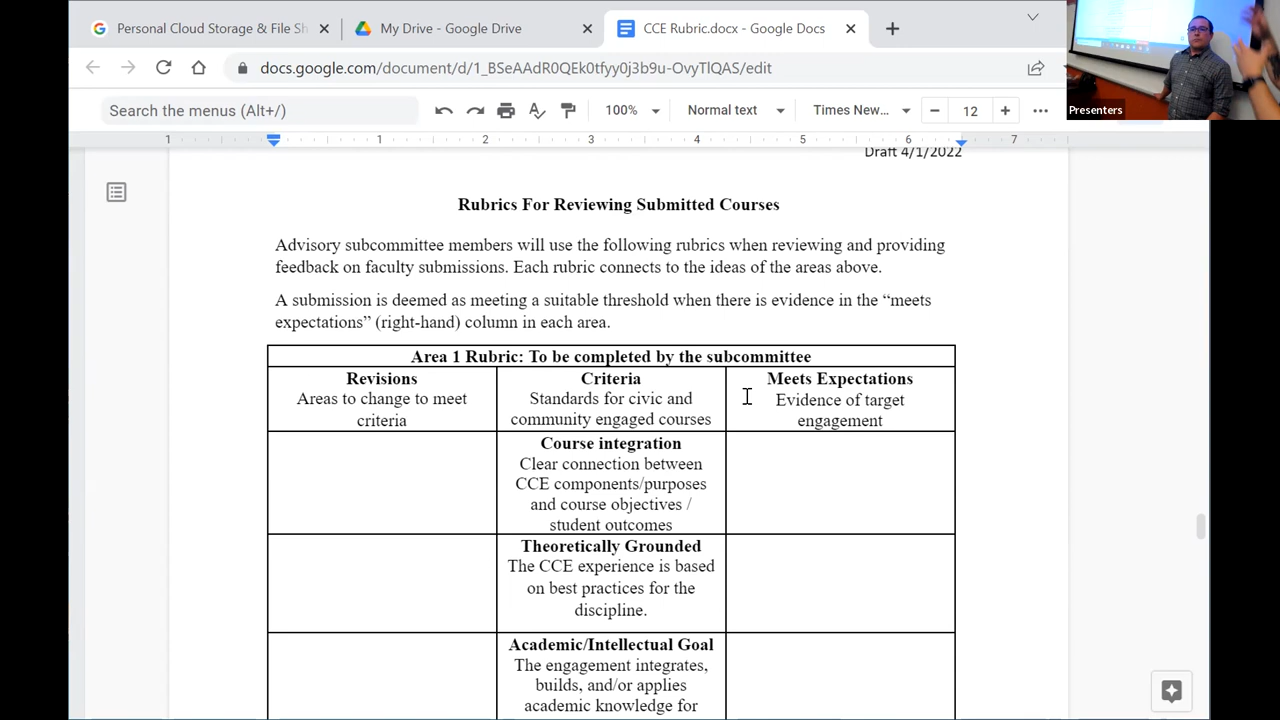 Personal Cloud Storage & File Sh
My Drive - Google Drive
CCE Rubric.docx - Google Docs
docs.google.com/document/d/1_BSeAAdR0QEk0tfyy0j3b9u-OvyTlQAS/edit
Presenters
Search the menus (Alt+/)
100%
Normal text
Times New...
12
1 1 2 3 4 5 6 7
Draft 4/1/2022
Rubrics For Reviewing Submitted Courses
Advisory subcommittee members will use the following rubrics when reviewing and providing
feedback on faculty submissions. Each rubric connects to the ideas of the areas above.
A submission is deemed as meeting a suitable threshold when there is evidence in the “meets
expectations” (right-hand) column in each area.
Area 1 Rubric: To be completed by the subcommittee
Revisions
Areas to change to meet
criteria
Criteria
Standards for civic and
community engaged courses
Meets Expectations
Evidence of target
engagement
Course integration
Clear connection between
CCE components/purposes
and course objectives /
student outcomes
Theoretically Grounded
The CCE experience is based
on best practices for the
discipline.
Academic/Intellectual Goal
The engagement integrates,
builds, and/or applies
academic knowledge for